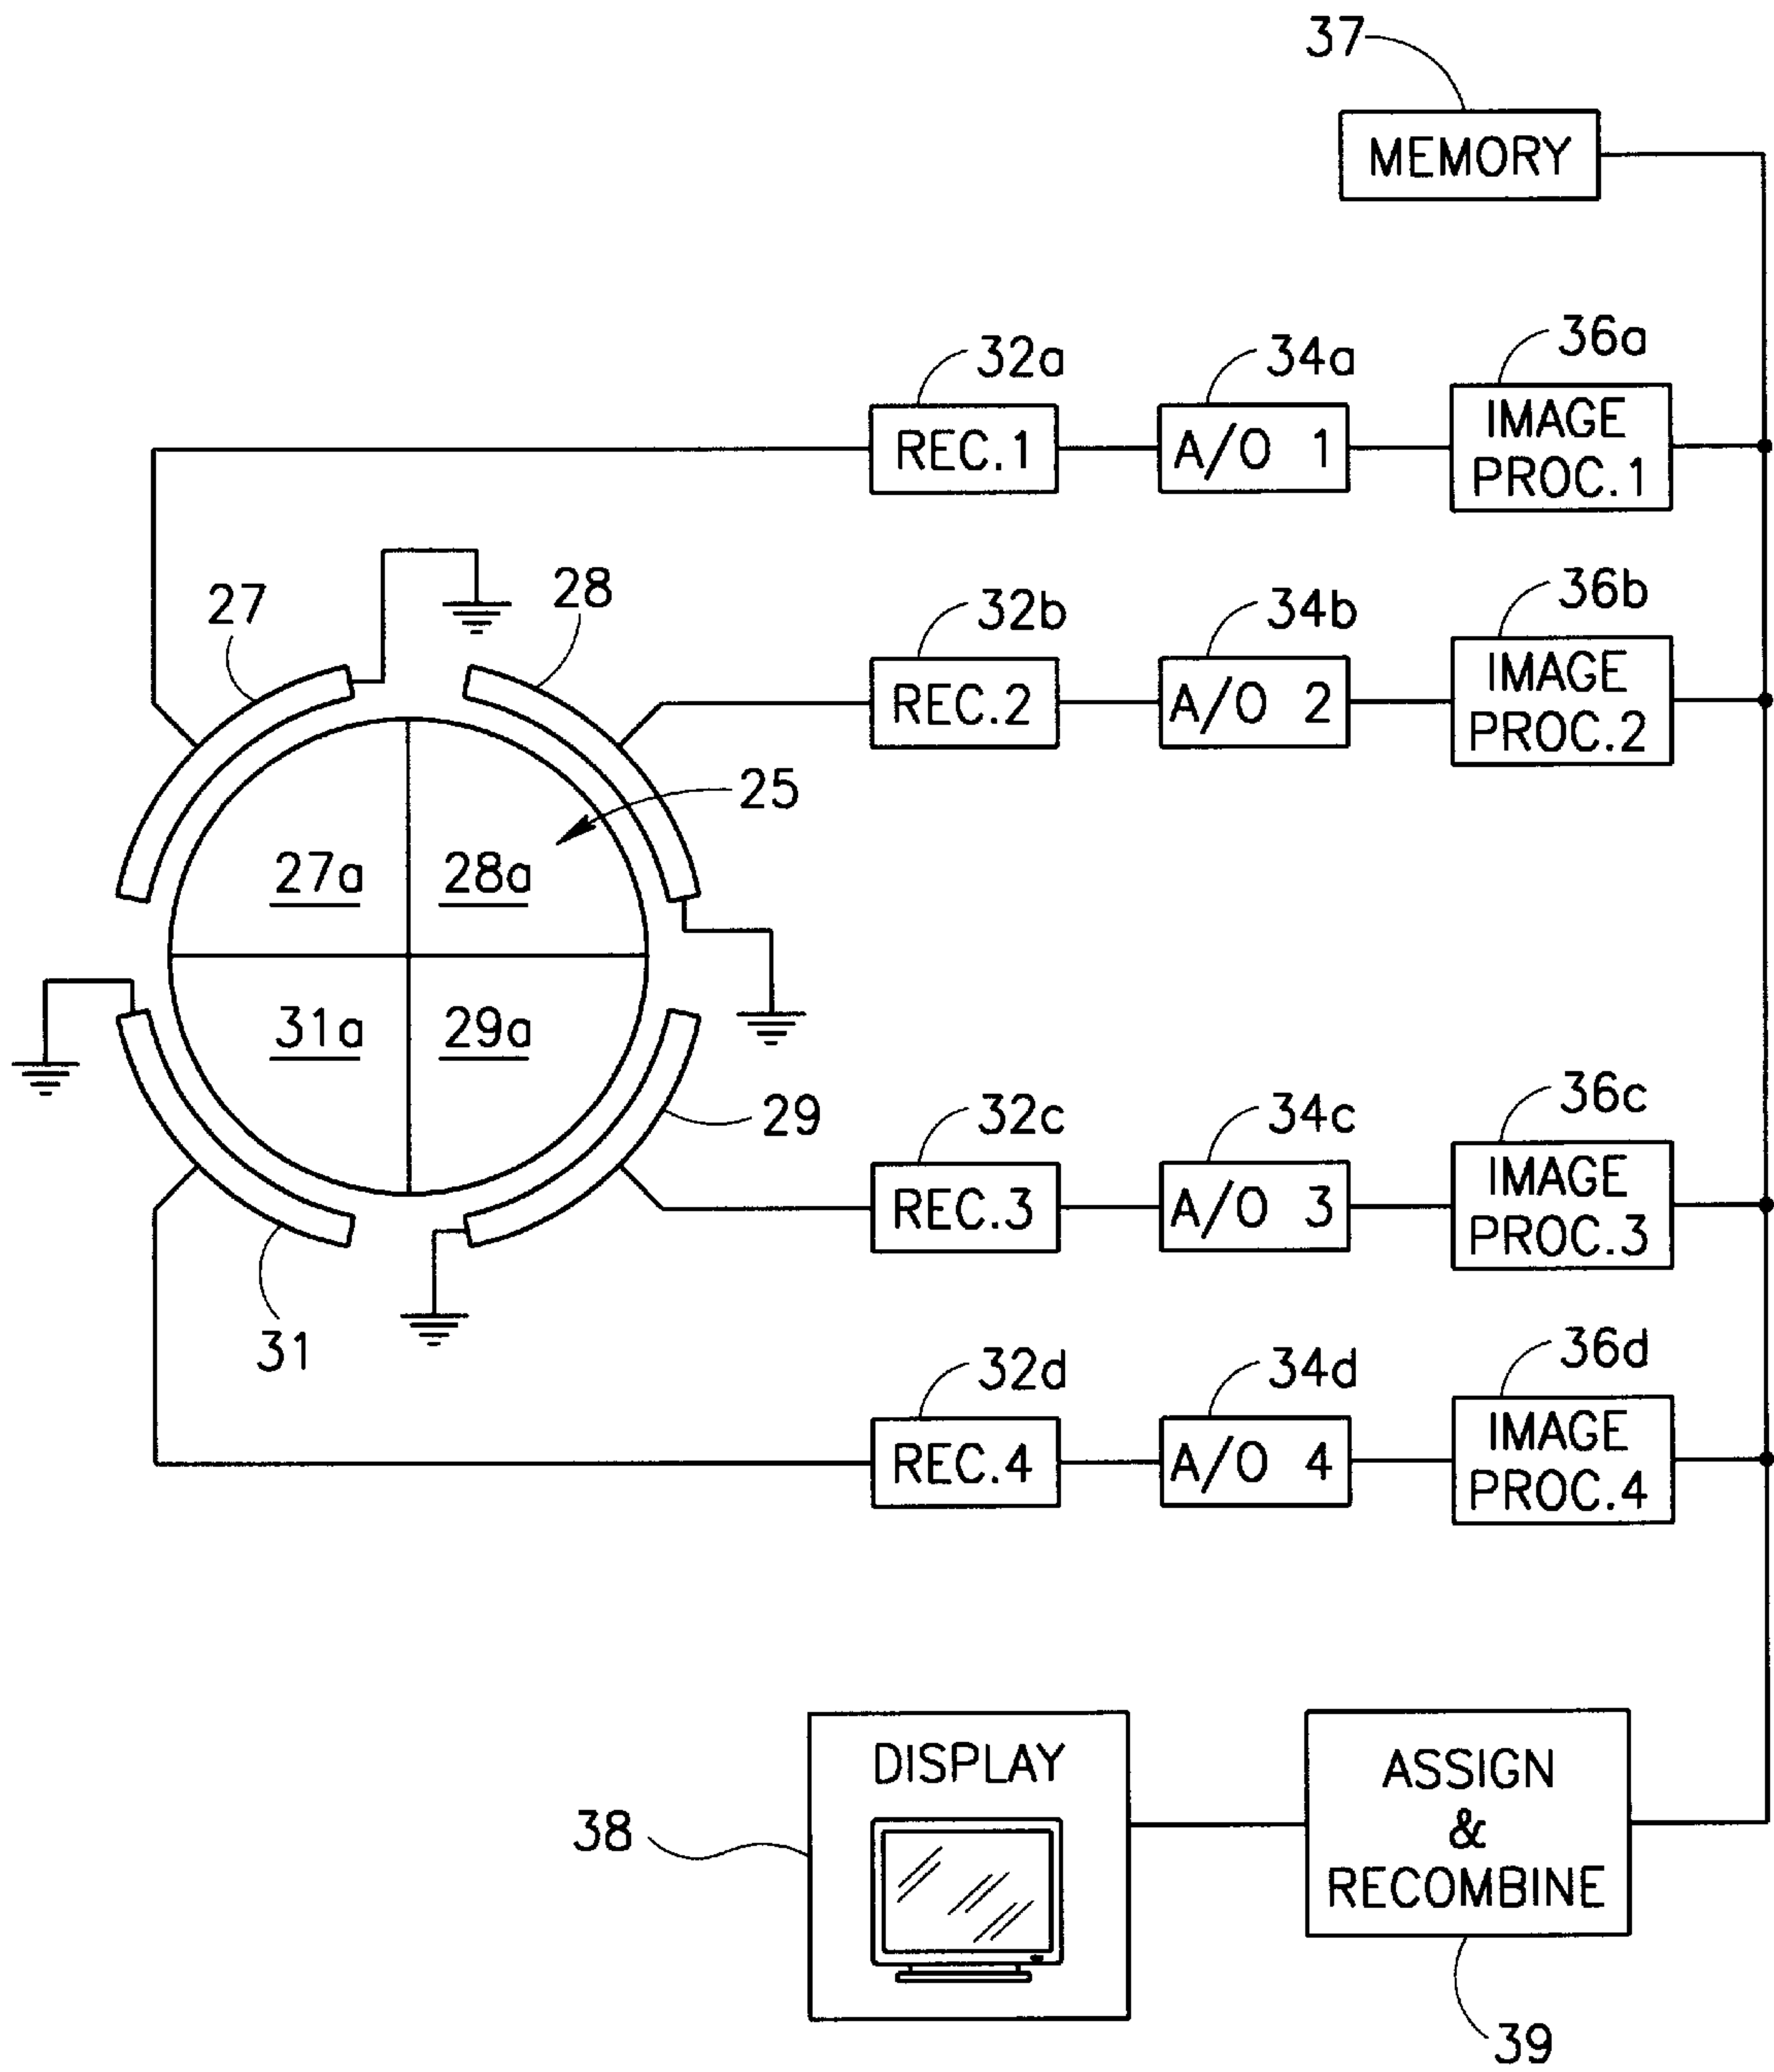 37
MEMORY
32a
34a
36a
REC.1
A/O 1
IMAGE
PROC.1
27
28
32b
34b
36b
REC.2
A/O 2
IMAGE
PROC.2
25
27a
28a
31a
29a
29
31
32c
34c
36c
REC.3
A/O 3
IMAGE
PROC.3
32d
34d
36d
REC.4
A/O 4
IMAGE
PROC.4
DISPLAY
38
ASSIGN
&
RECOMBINE
39